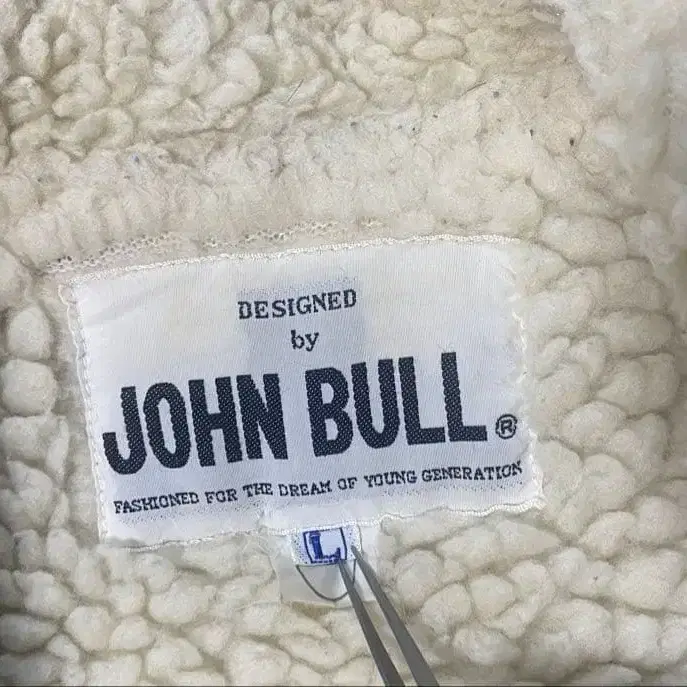 DESIGNED
by
JOHN BULL®
FASHIONED FOR THE DREAM OF YOUNG GENERATION
L